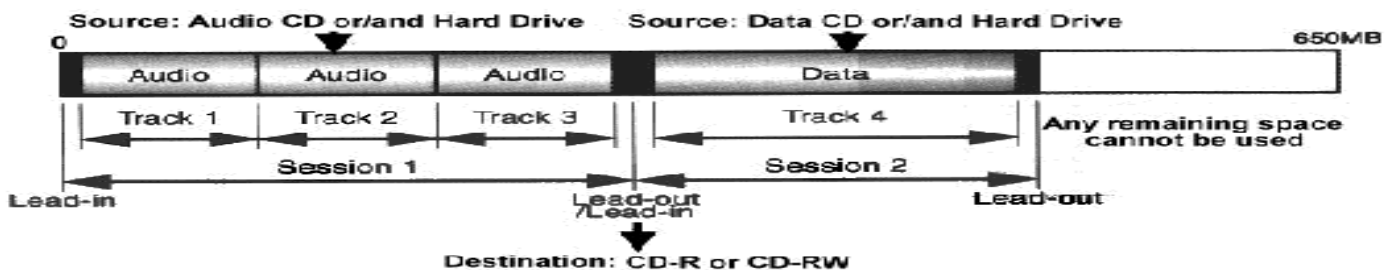 Source: Audio CD or/and Hard Drive Source: Data CD or/and Hard Drive
0 650MB
Audio Audio Audio Data
Track 1 Track 2 Track 3 Track 4
Any remaining space
cannot be used
Session 1 Session 2
Lead-in Lead-out Lead-out
/Lead-in
Destination: CD-R or CD-RW